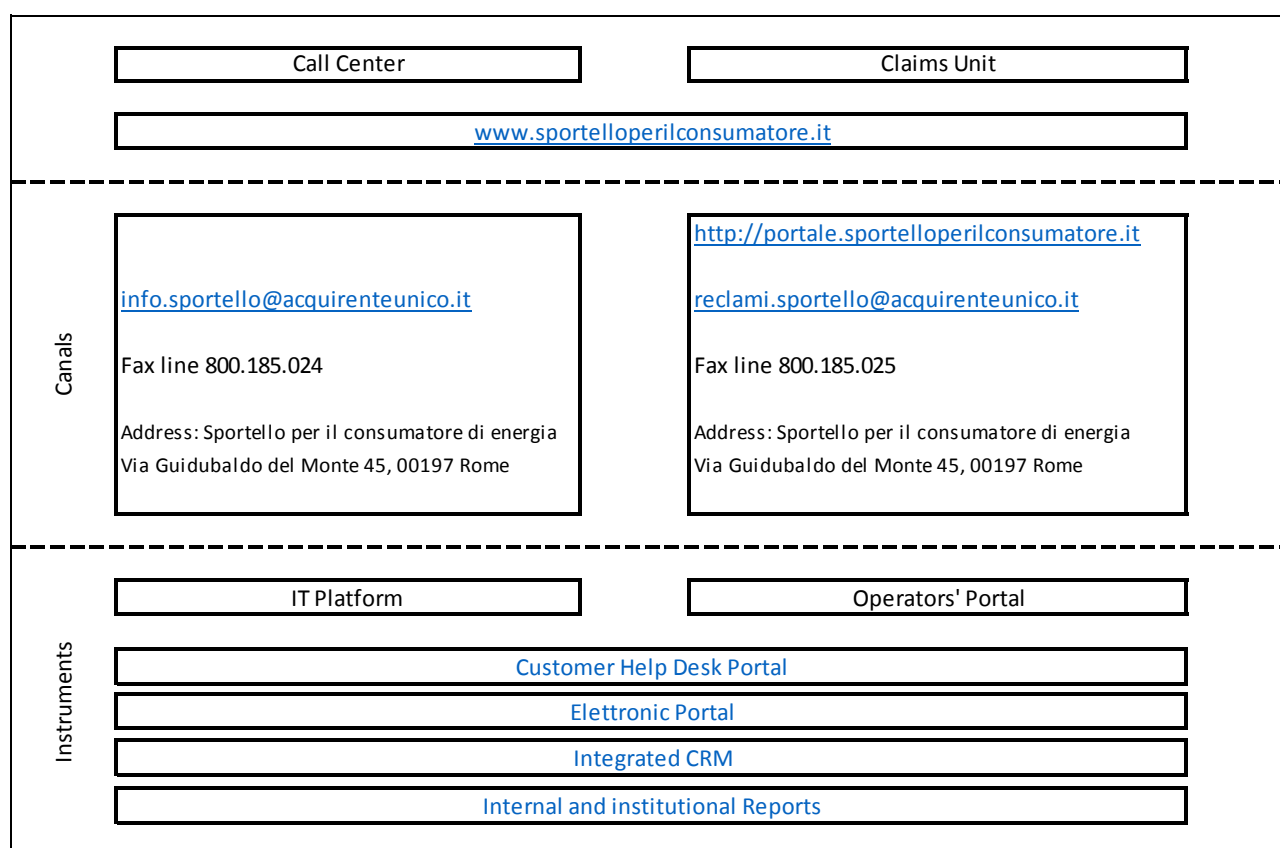 Call Center
Claims Unit
www.sportelloperilconsumatore.it
Canals
info.sportello@acquirenteunico.it
Fax line 800.185.024
Address: Sportello per il consumatore di energia
Via Guidubaldo del Monte 45, 00197 Rome
http://portale.sportelloperilconsumatore.it
reclami.sportello@acquirenteunico.it
Fax line 800.185.025
Address: Sportello per il consumatore di energia
Via Guidubaldo del Monte 45, 00197 Rome
Instruments
IT Platform
Operators' Portal
Customer Help Desk Portal
Elettronic Portal
Integrated CRM
Internal and institutional Reports